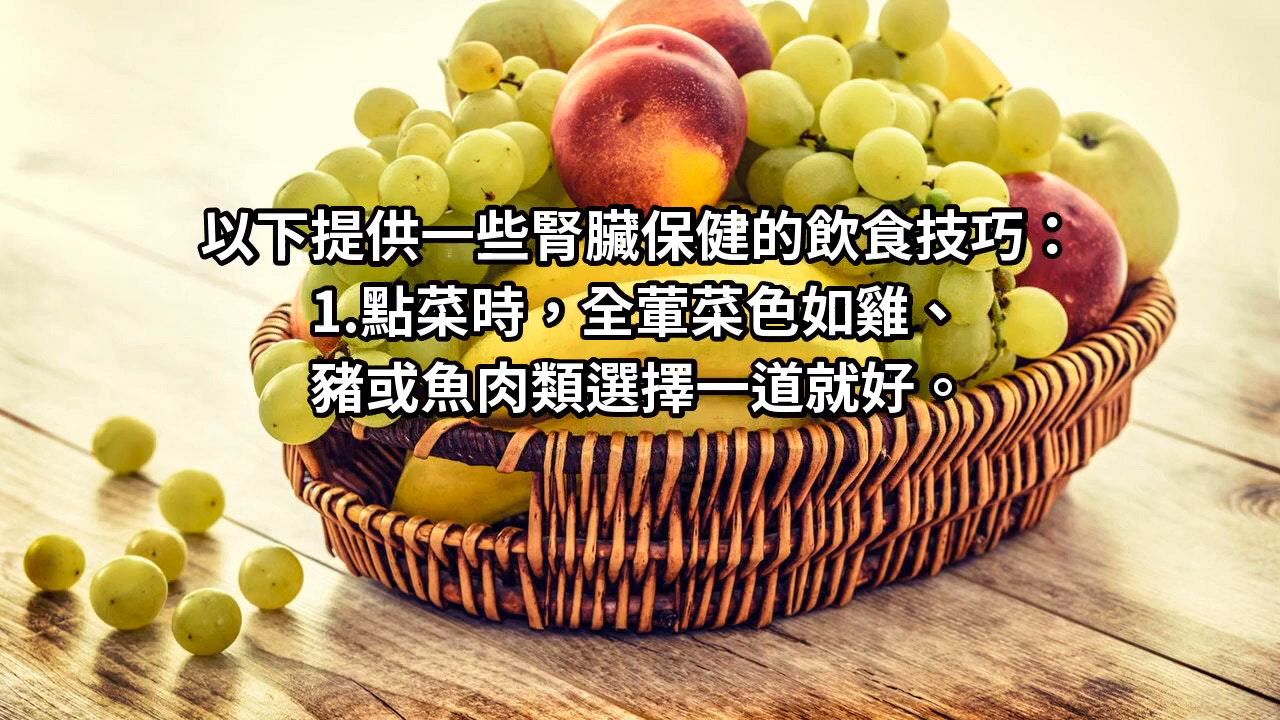 以下提供一些腎臟保健的飲食技巧：
1.點菜時，全葷菜色如雞、
豬或魚肉類選擇一道就好。